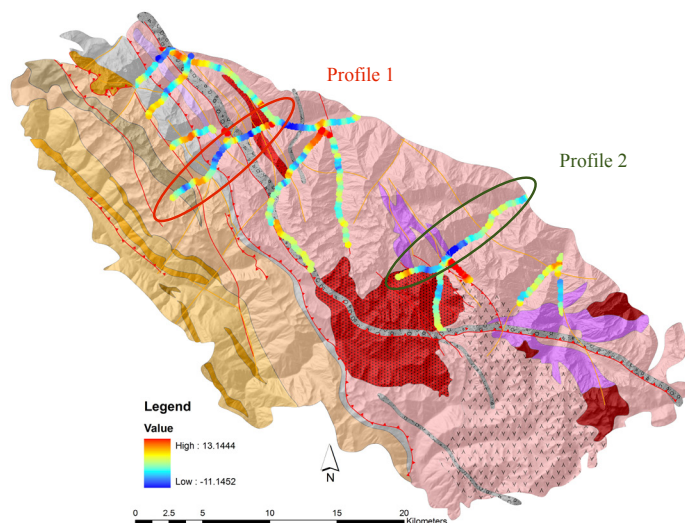 Profile 1
Profile 2
Legend
Value
High : 13.1444
Low : -11.1452
N
0 2.5 5 10 15 20
Kilometers